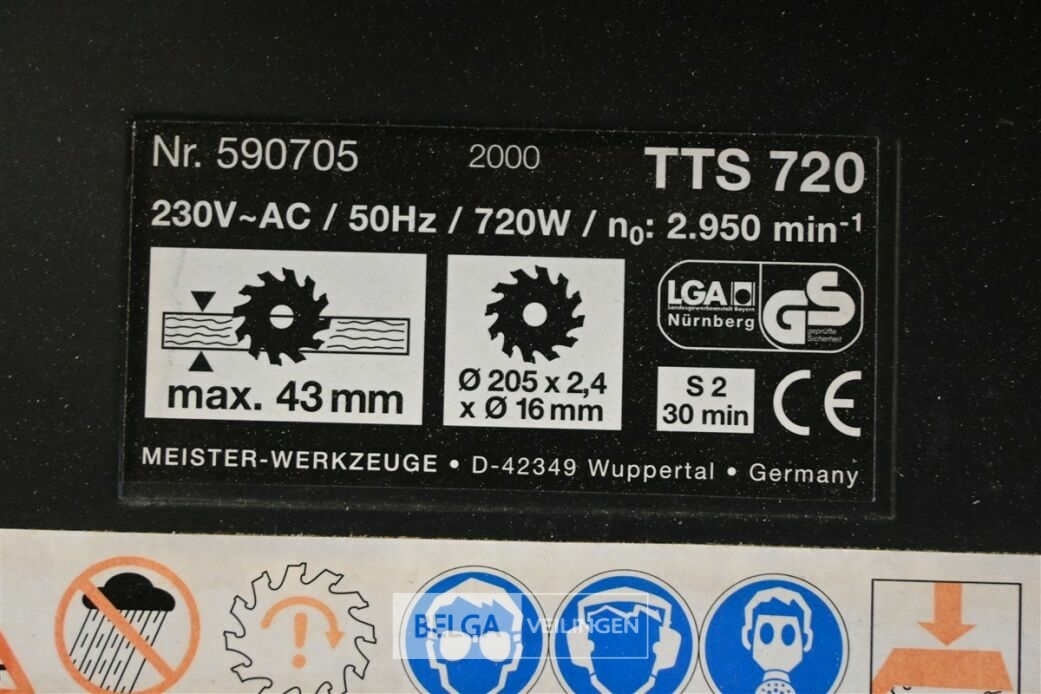 Nr. 590705 2000 TTS 720
230V~AC / 50Hz / 720W / n₀: 2.950 min⁻¹
max. 43 mm
Ø 205 x 2,4
x Ø 16 mm
LGA
Landesgewerbeanstalt Bayern
Nürnberg
GS
geprüfte
Sicherheit
S 2
30 min
CE
MEISTER-WERKZEUGE • D-42349 Wuppertal • Germany
!
BELGA VEILINGEN